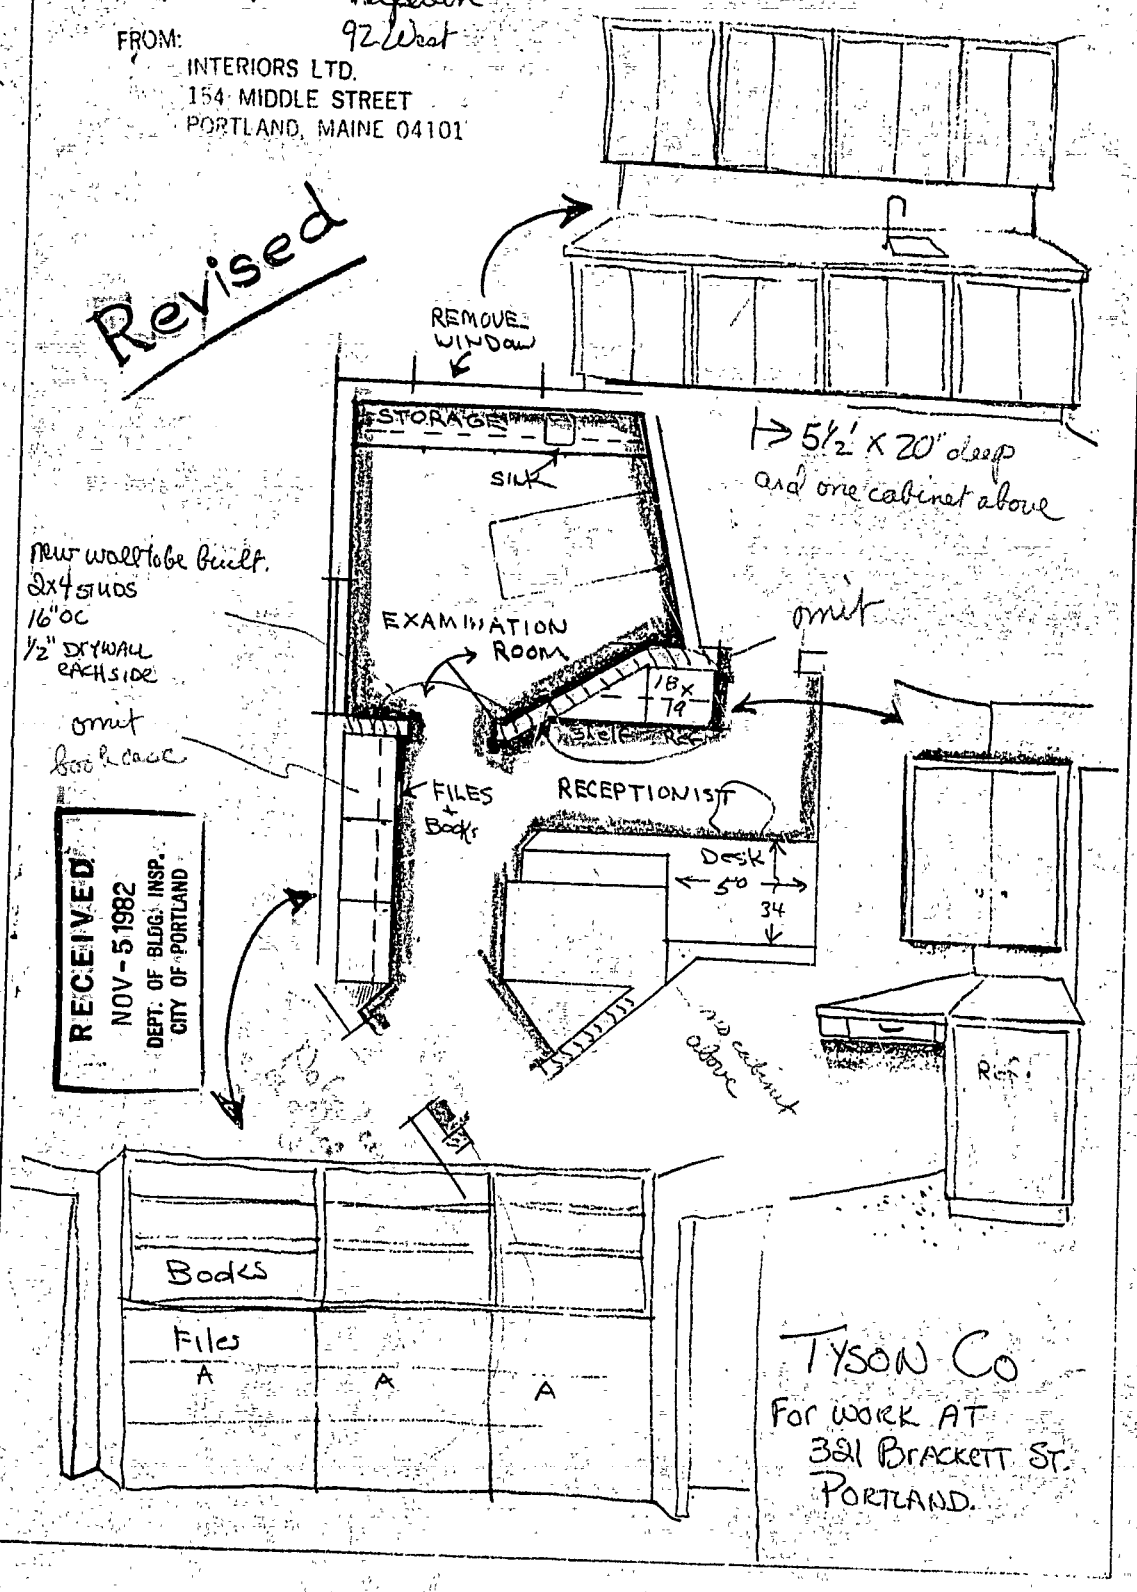 92 West
FROM:
INTERIORS LTD.
154 MIDDLE STREET
PORTLAND, MAINE 04101
Revised
REMOVE
WINDOW
STORAGE
SINK
5½' X 20" deep
and one cabinet above
new wall to be built.
2x4 STUDS
16" OC
½" DRYWALL
EACH SIDE
EXAMINATION
ROOM
omit
18 x
79
Shelf Ref
omit
bookcase
FILES
+
Books
RECEPTIONIST
Desk
50
34
RECEIVED
NOV - 5 1982
DEPT. OF BLDG. INSP.
CITY OF PORTLAND
no cabinet
above
Ref.
Books
Files
A
A
A
TYSON CO
FOR WORK AT
321 BRACKETT ST.
PORTLAND.